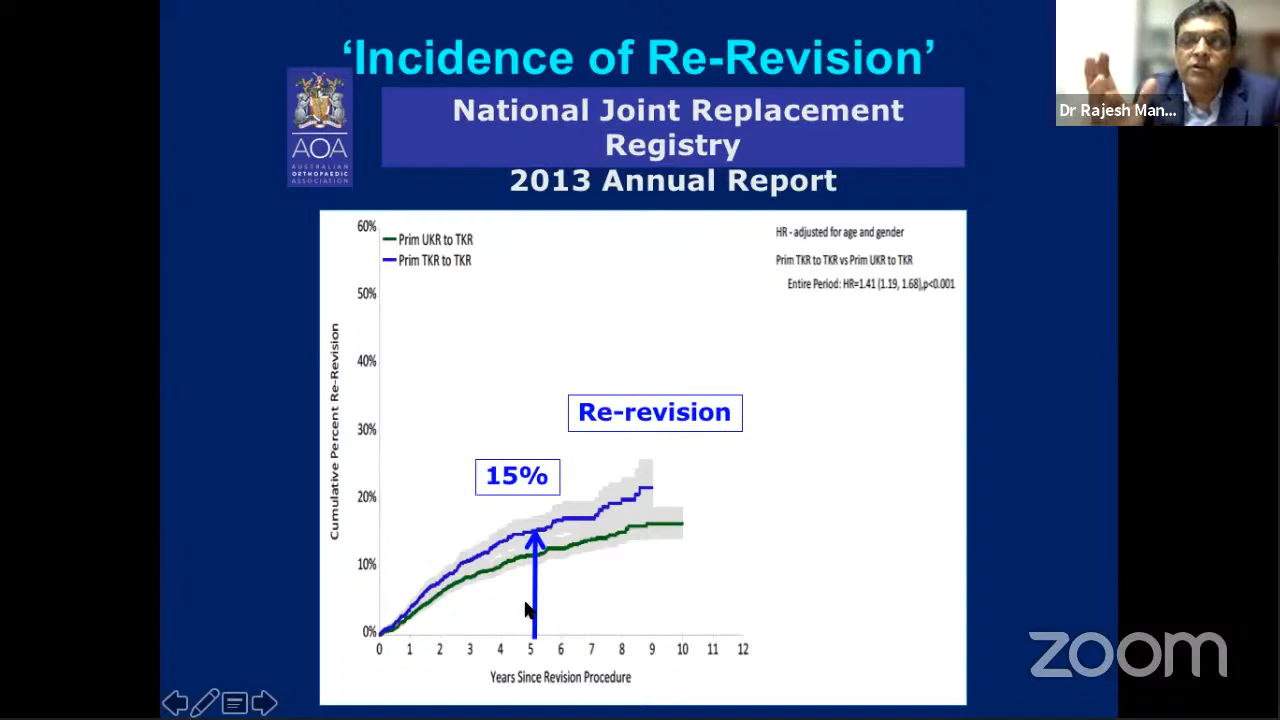 ‘Incidence of Re-Revision’
National Joint Replacement
Registry
2013 Annual Report
AOA
AUSTRALIAN
ORTHOPAEDIC
ASSOCIATION
Dr Rajesh Man...
60%
50%
40%
30%
20%
10%
0%
Cumulative Percent Re-Revision
Prim UKR to TKR
Prim TKR to TKR
HR - adjusted for age and gender
Prim TKR to TKR vs Prim UKR to TKR
Entire Period: HR=1.41 (1.19, 1.68),p<0.001
Re-revision
15%
0 1 2 3 4 5 6 7 8 9 10 11 12
Years Since Revision Procedure
zoom